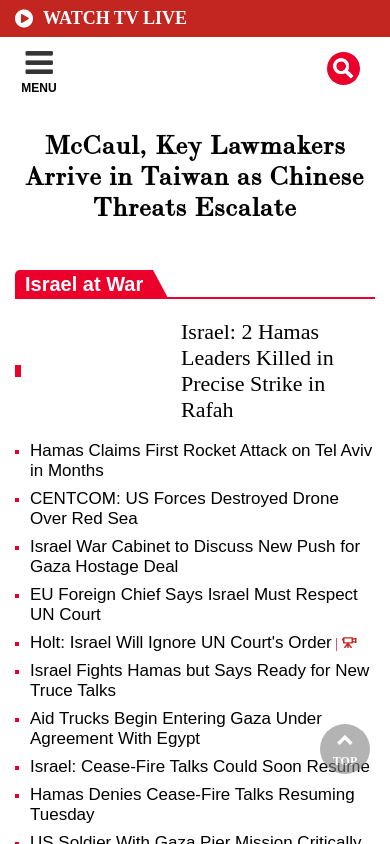 WATCH TV LIVE
MENU
McCaul, Key Lawmakers
Arrive in Taiwan as Chinese
Threats Escalate
Israel at War
Israel: 2 Hamas
Leaders Killed in
Precise Strike in
Rafah
Hamas Claims First Rocket Attack on Tel Aviv
in Months
CENTCOM: US Forces Destroyed Drone
Over Red Sea
Israel War Cabinet to Discuss New Push for
Gaza Hostage Deal
EU Foreign Chief Says Israel Must Respect
UN Court
Holt: Israel Will Ignore UN Court's Order |
Israel Fights Hamas but Says Ready for New
Truce Talks
Aid Trucks Begin Entering Gaza Under
Agreement With Egypt
Israel: Cease-Fire Talks Could Soon Resume
TOP
Hamas Denies Cease-Fire Talks Resuming
Tuesday
US Soldier With Gaza Pier Mission Critically